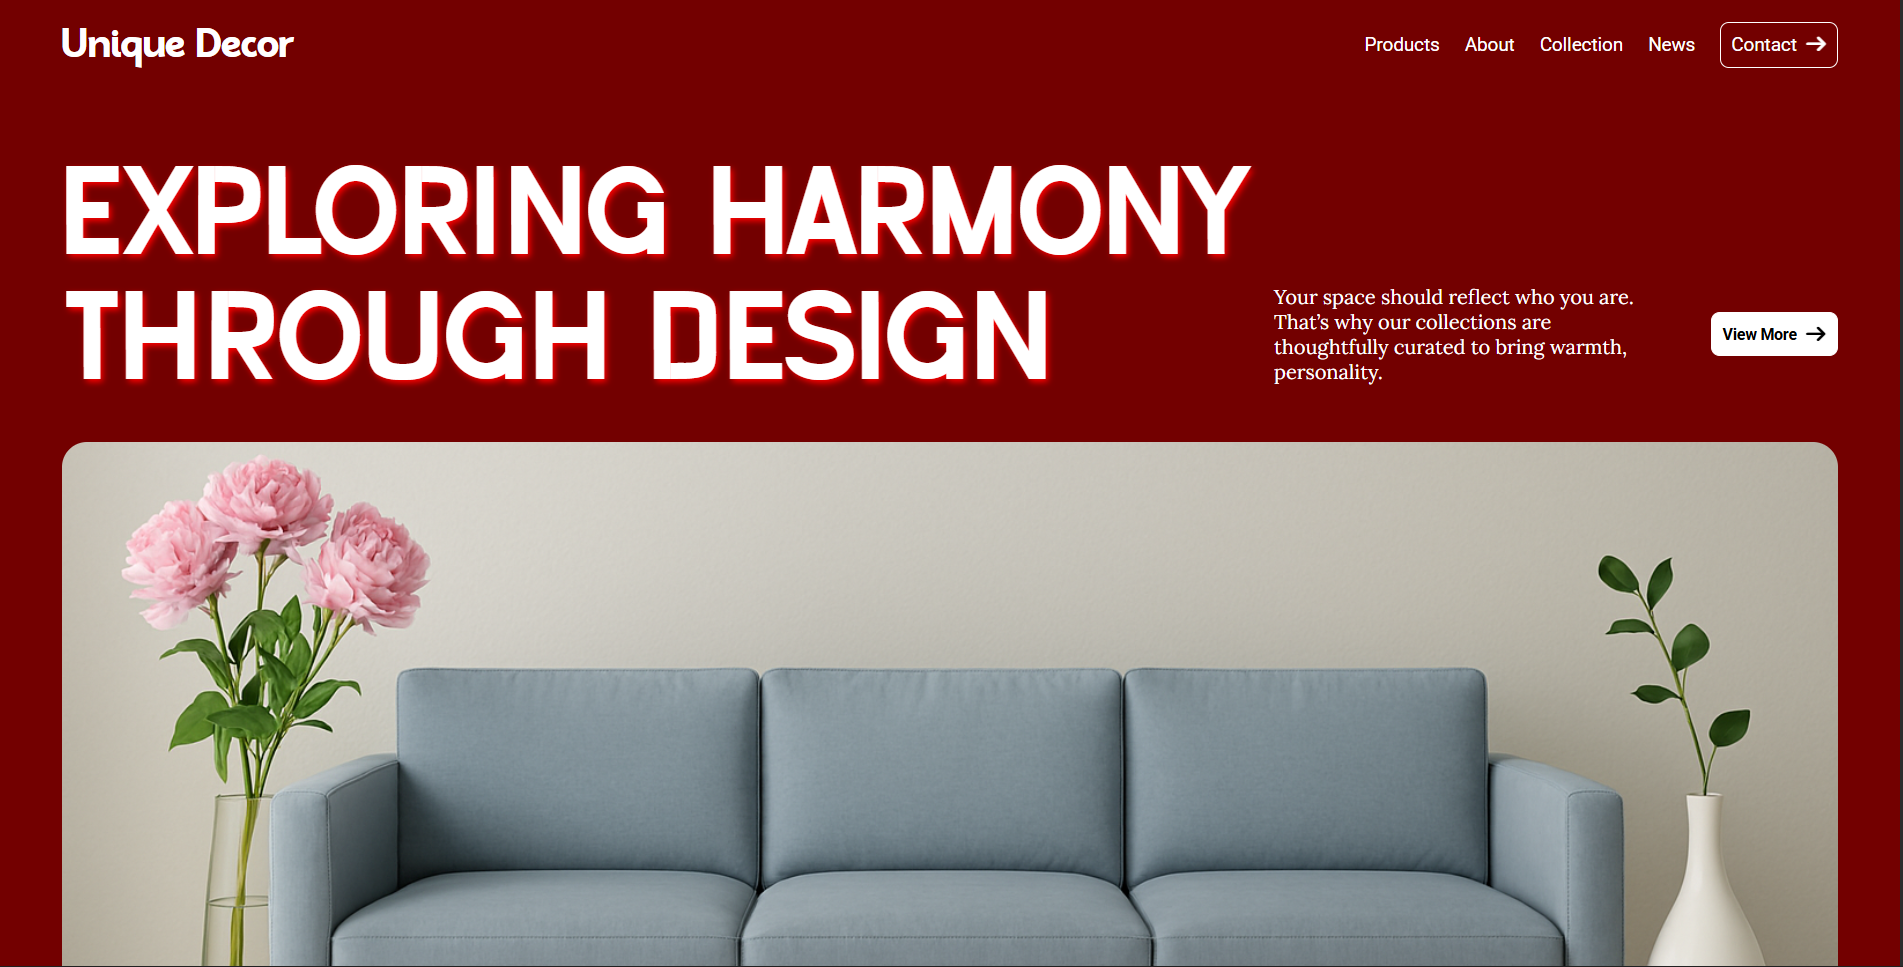 Unique Decor
Products About Collection News Contact
EXPLORING HARMONY
THROUGH DESIGN
Your space should reflect who you are.
That’s why our collections are
thoughtfully curated to bring warmth,
personality.
View More